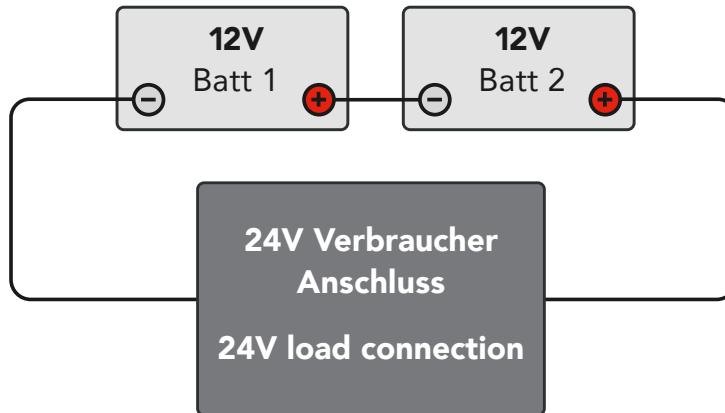 12V
Batt 1
12V
Batt 2
24V Verbraucher
Anschluss
24V load connection